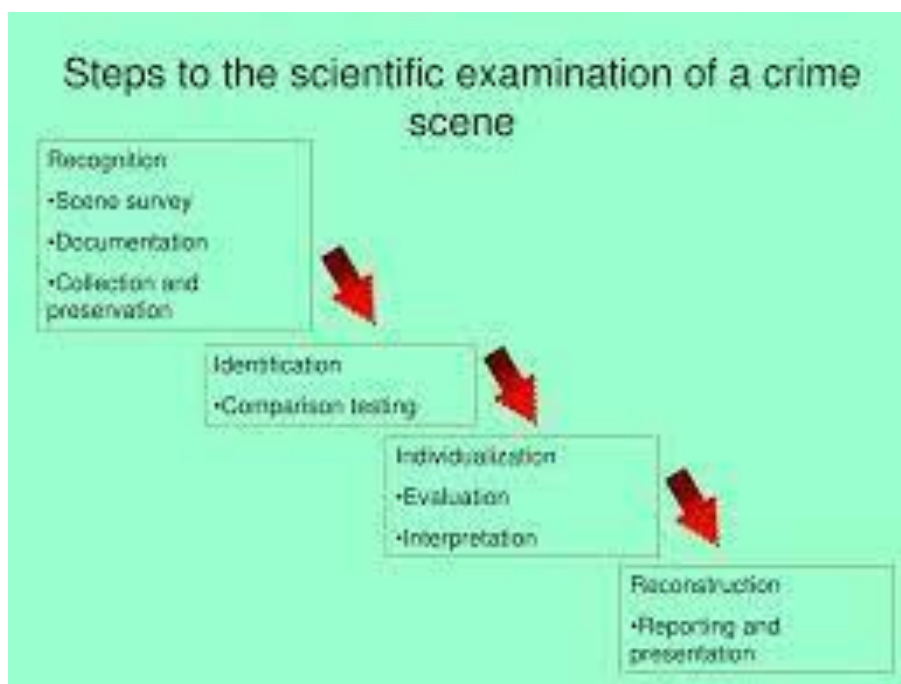 Steps to the scientific examination of a crime
scene
Recognition
•Scene survey
•Documentation
•Collection and
preservation
Identification
•Comparison testing
Individualization
•Evaluation
•Interpretation
Reconstruction
•Reporting and
presentation